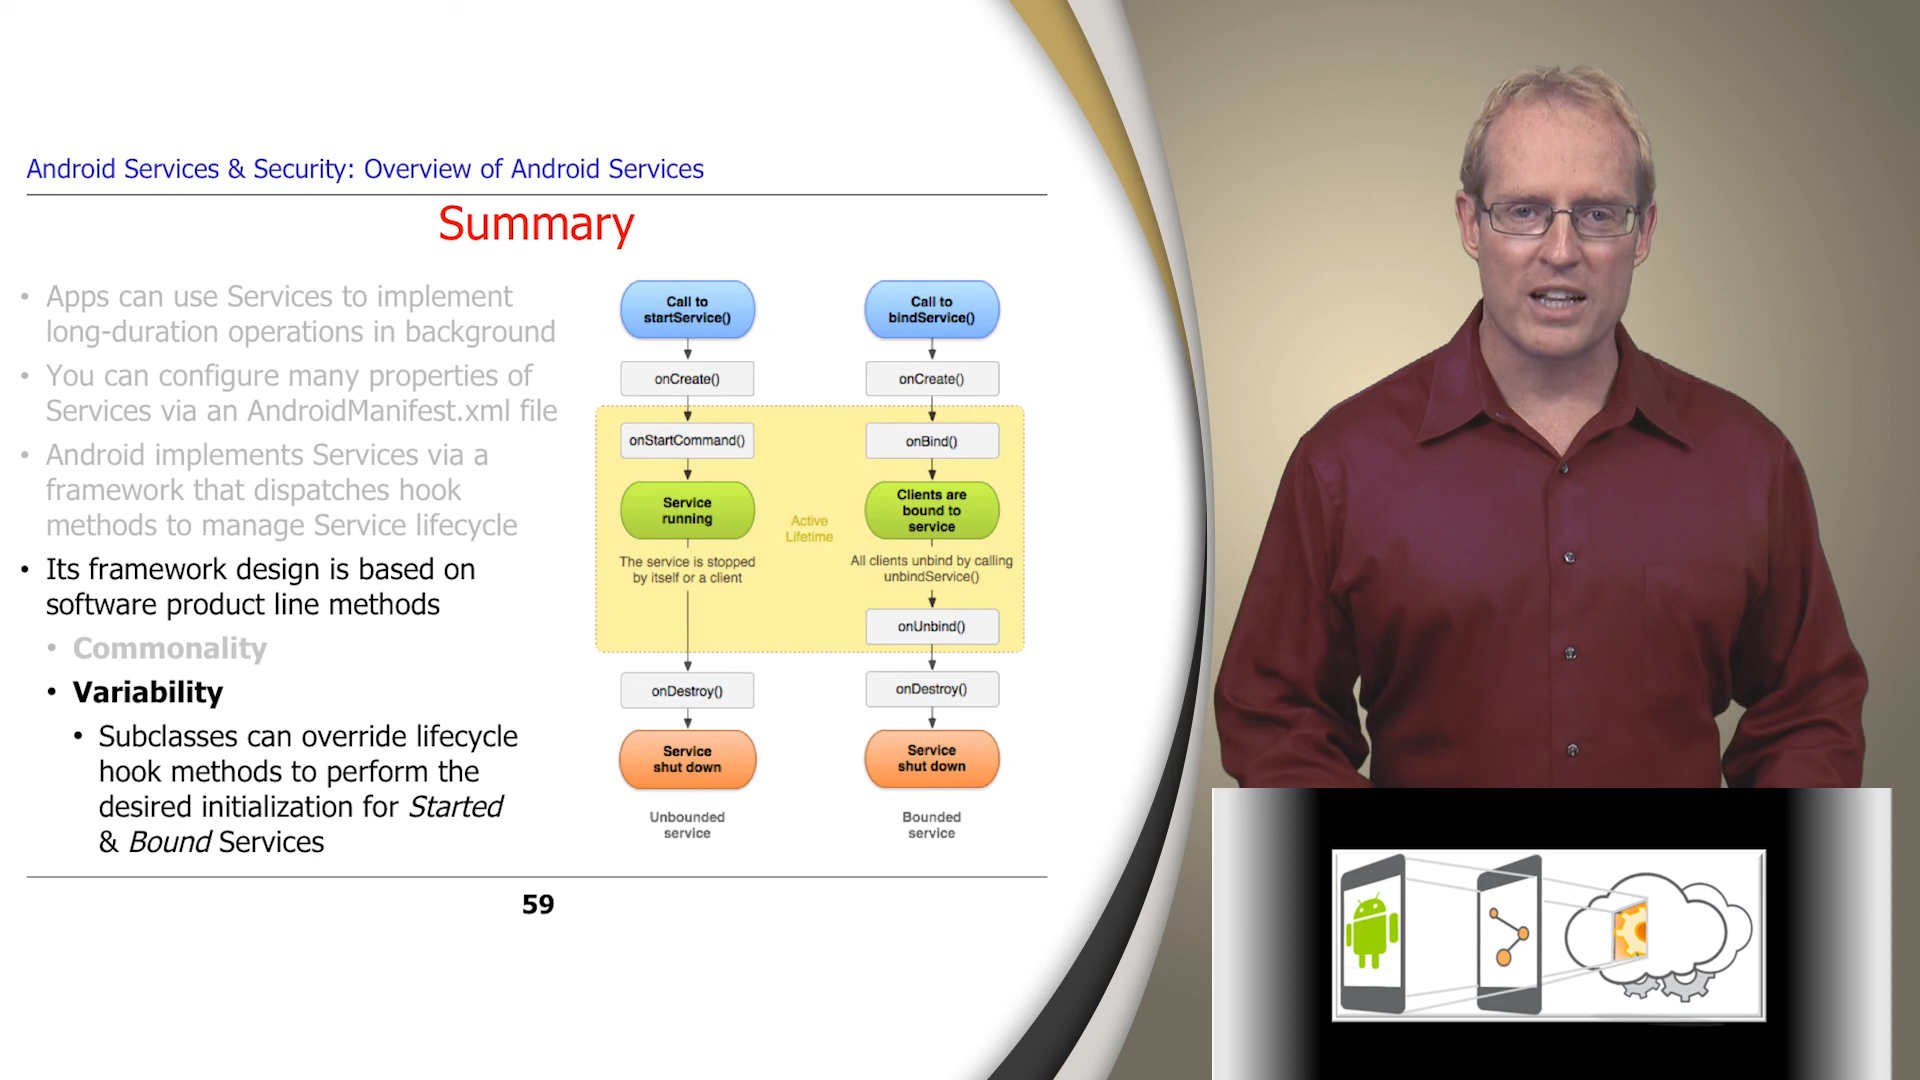 Android Services & Security: Overview of Android Services
Summary
• Apps can use Services to implement
long-duration operations in background
• You can configure many properties of
Services via an AndroidManifest.xml file
• Android implements Services via a
framework that dispatches hook
methods to manage Service lifecycle
• Its framework design is based on
software product line methods
• Commonality
• Variability
• Subclasses can override lifecycle
hook methods to perform the
desired initialization for Started
& Bound Services
Call to
startService()
onCreate()
onStartCommand()
Service
running
The service is stopped
by itself or a client
onDestroy()
Service
shut down
Unbounded
service
Active
Lifetime
Call to
bindService()
onCreate()
onBind()
Clients are
bound to
service
All clients unbind by calling
unbindService()
onUnbind()
onDestroy()
Service
shut down
Bounded
service
59